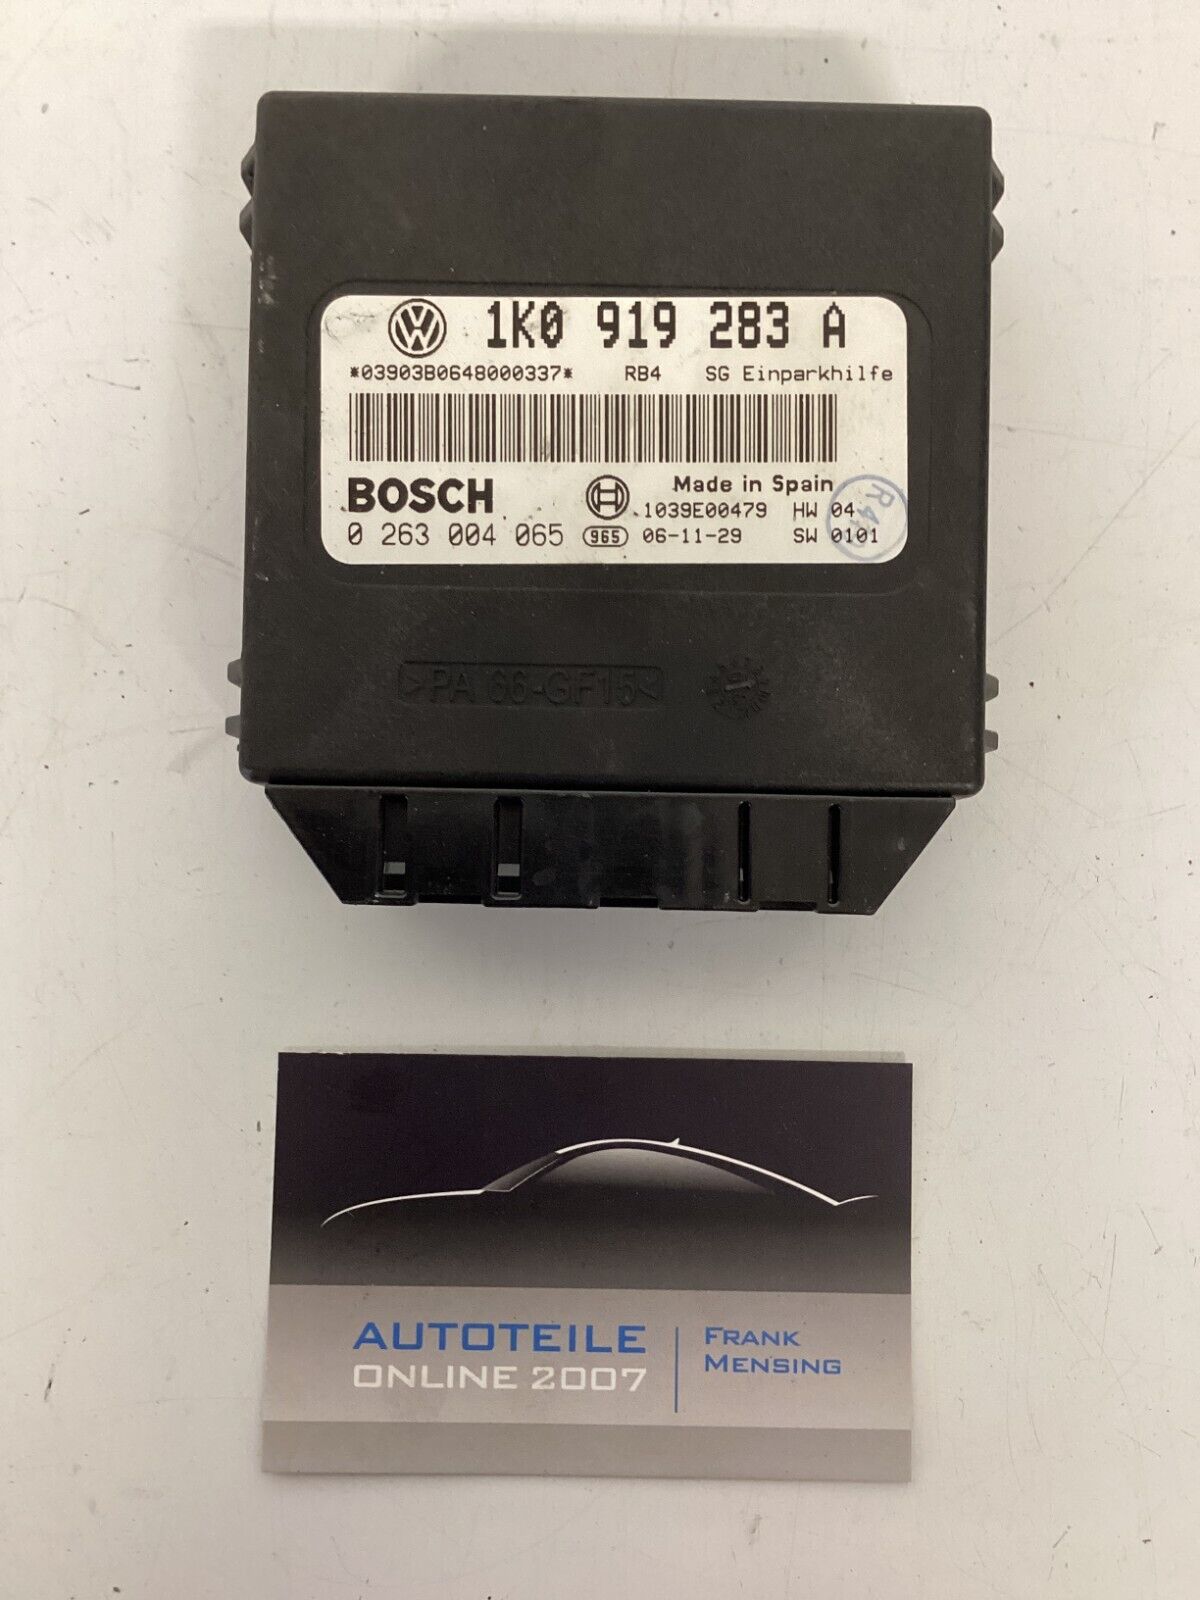 1K0 919 283 A
*03903B0648000337* RB4 SG Einparkhilfe
BOSCH
Made in Spain
1039E00479 HW 04
0 263 004 065 965 06-11-29 SW 0101
>PA 66-GF15<
AUTOTEILE
ONLINE 2007
FRANK
MENSING